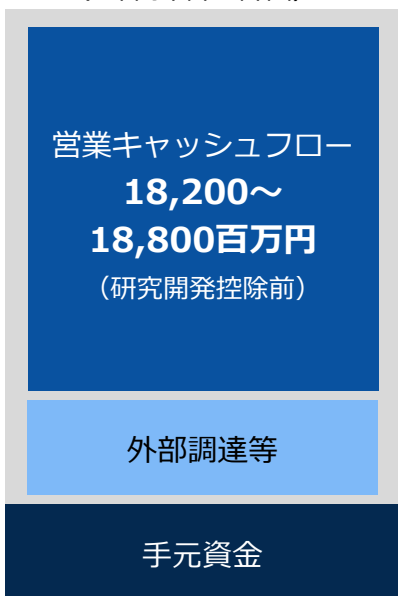 営業キャッシュフロー
18,200～
18,800百万円
（研究開発控除前）
外部調達等
手元資金